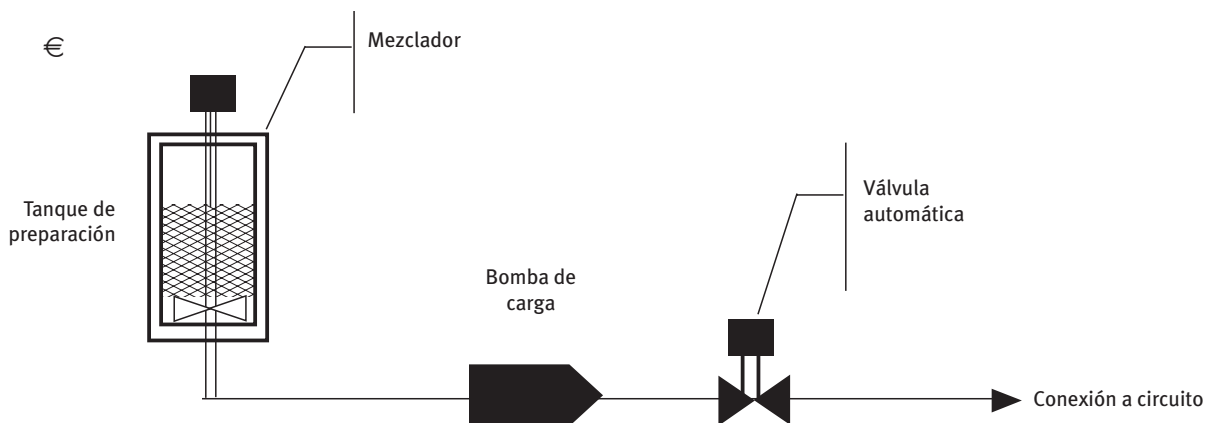 €
Mezclador
Tanque de
preparación
Válvula
automática
Bomba de
carga
Conexión a circuito